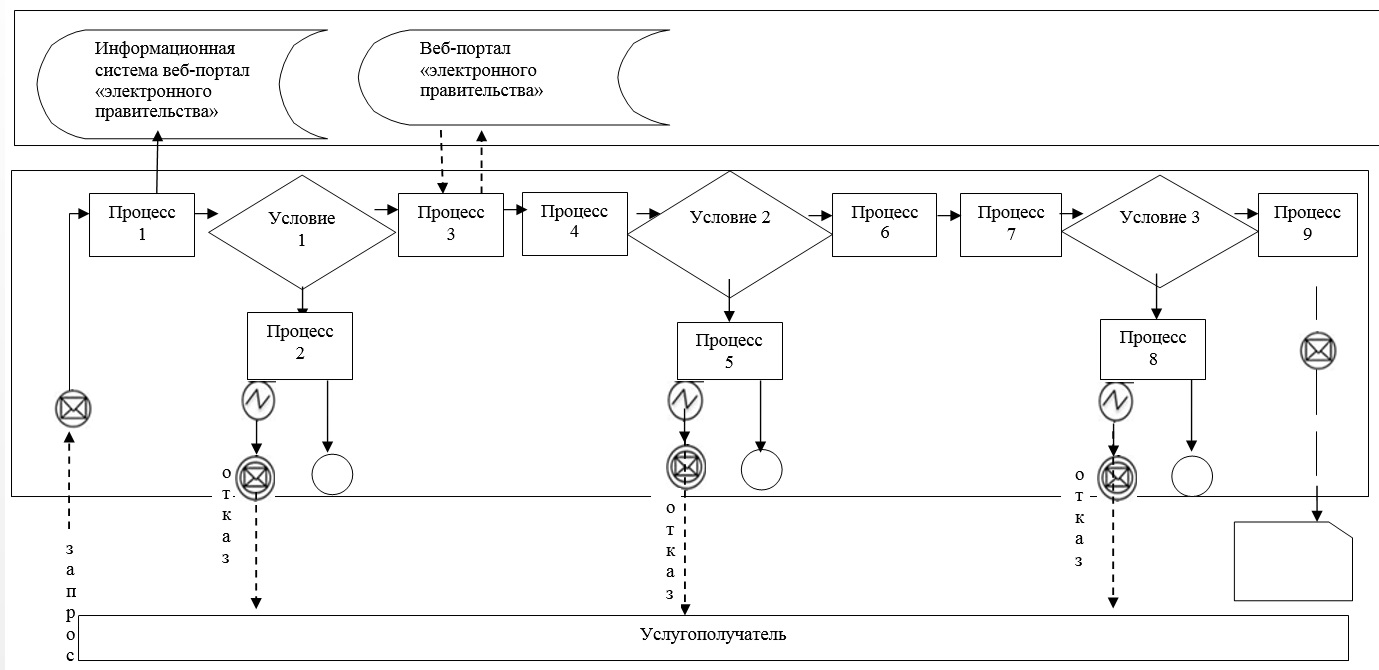 Информационная
система веб-портал
«электронного
правительства»
Веб-портал
«электронного
правительства»
Процесс
1
Условие
1
Процесс
3
Процесс
4
Условие 2
Процесс
6
Процесс
7
Условие 3
Процесс
9
Процесс
2
Процесс
5
Процесс
8
запрос
отказ
отказ
отказ
Услугополучатель